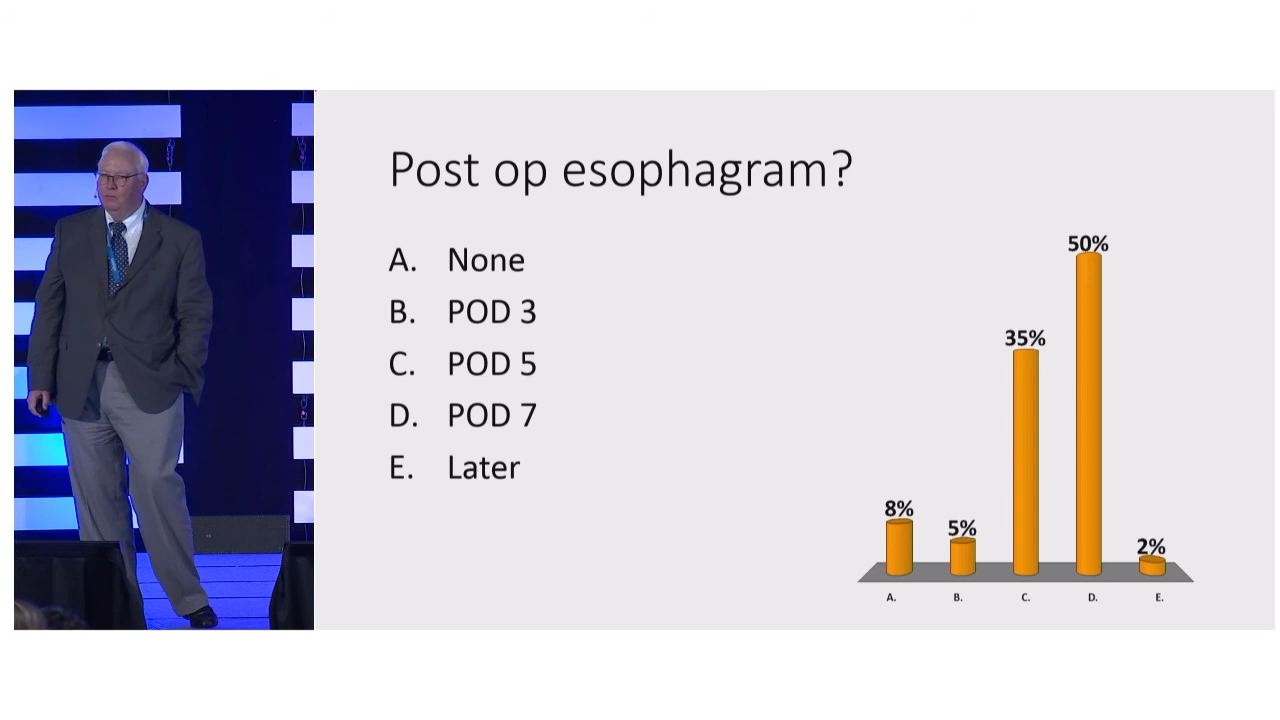 Post op esophagram?
A. None
B. POD 3
C. POD 5
D. POD 7
E. Later
8%
5%
35%
50%
2%
A.
B.
C.
D.
E.